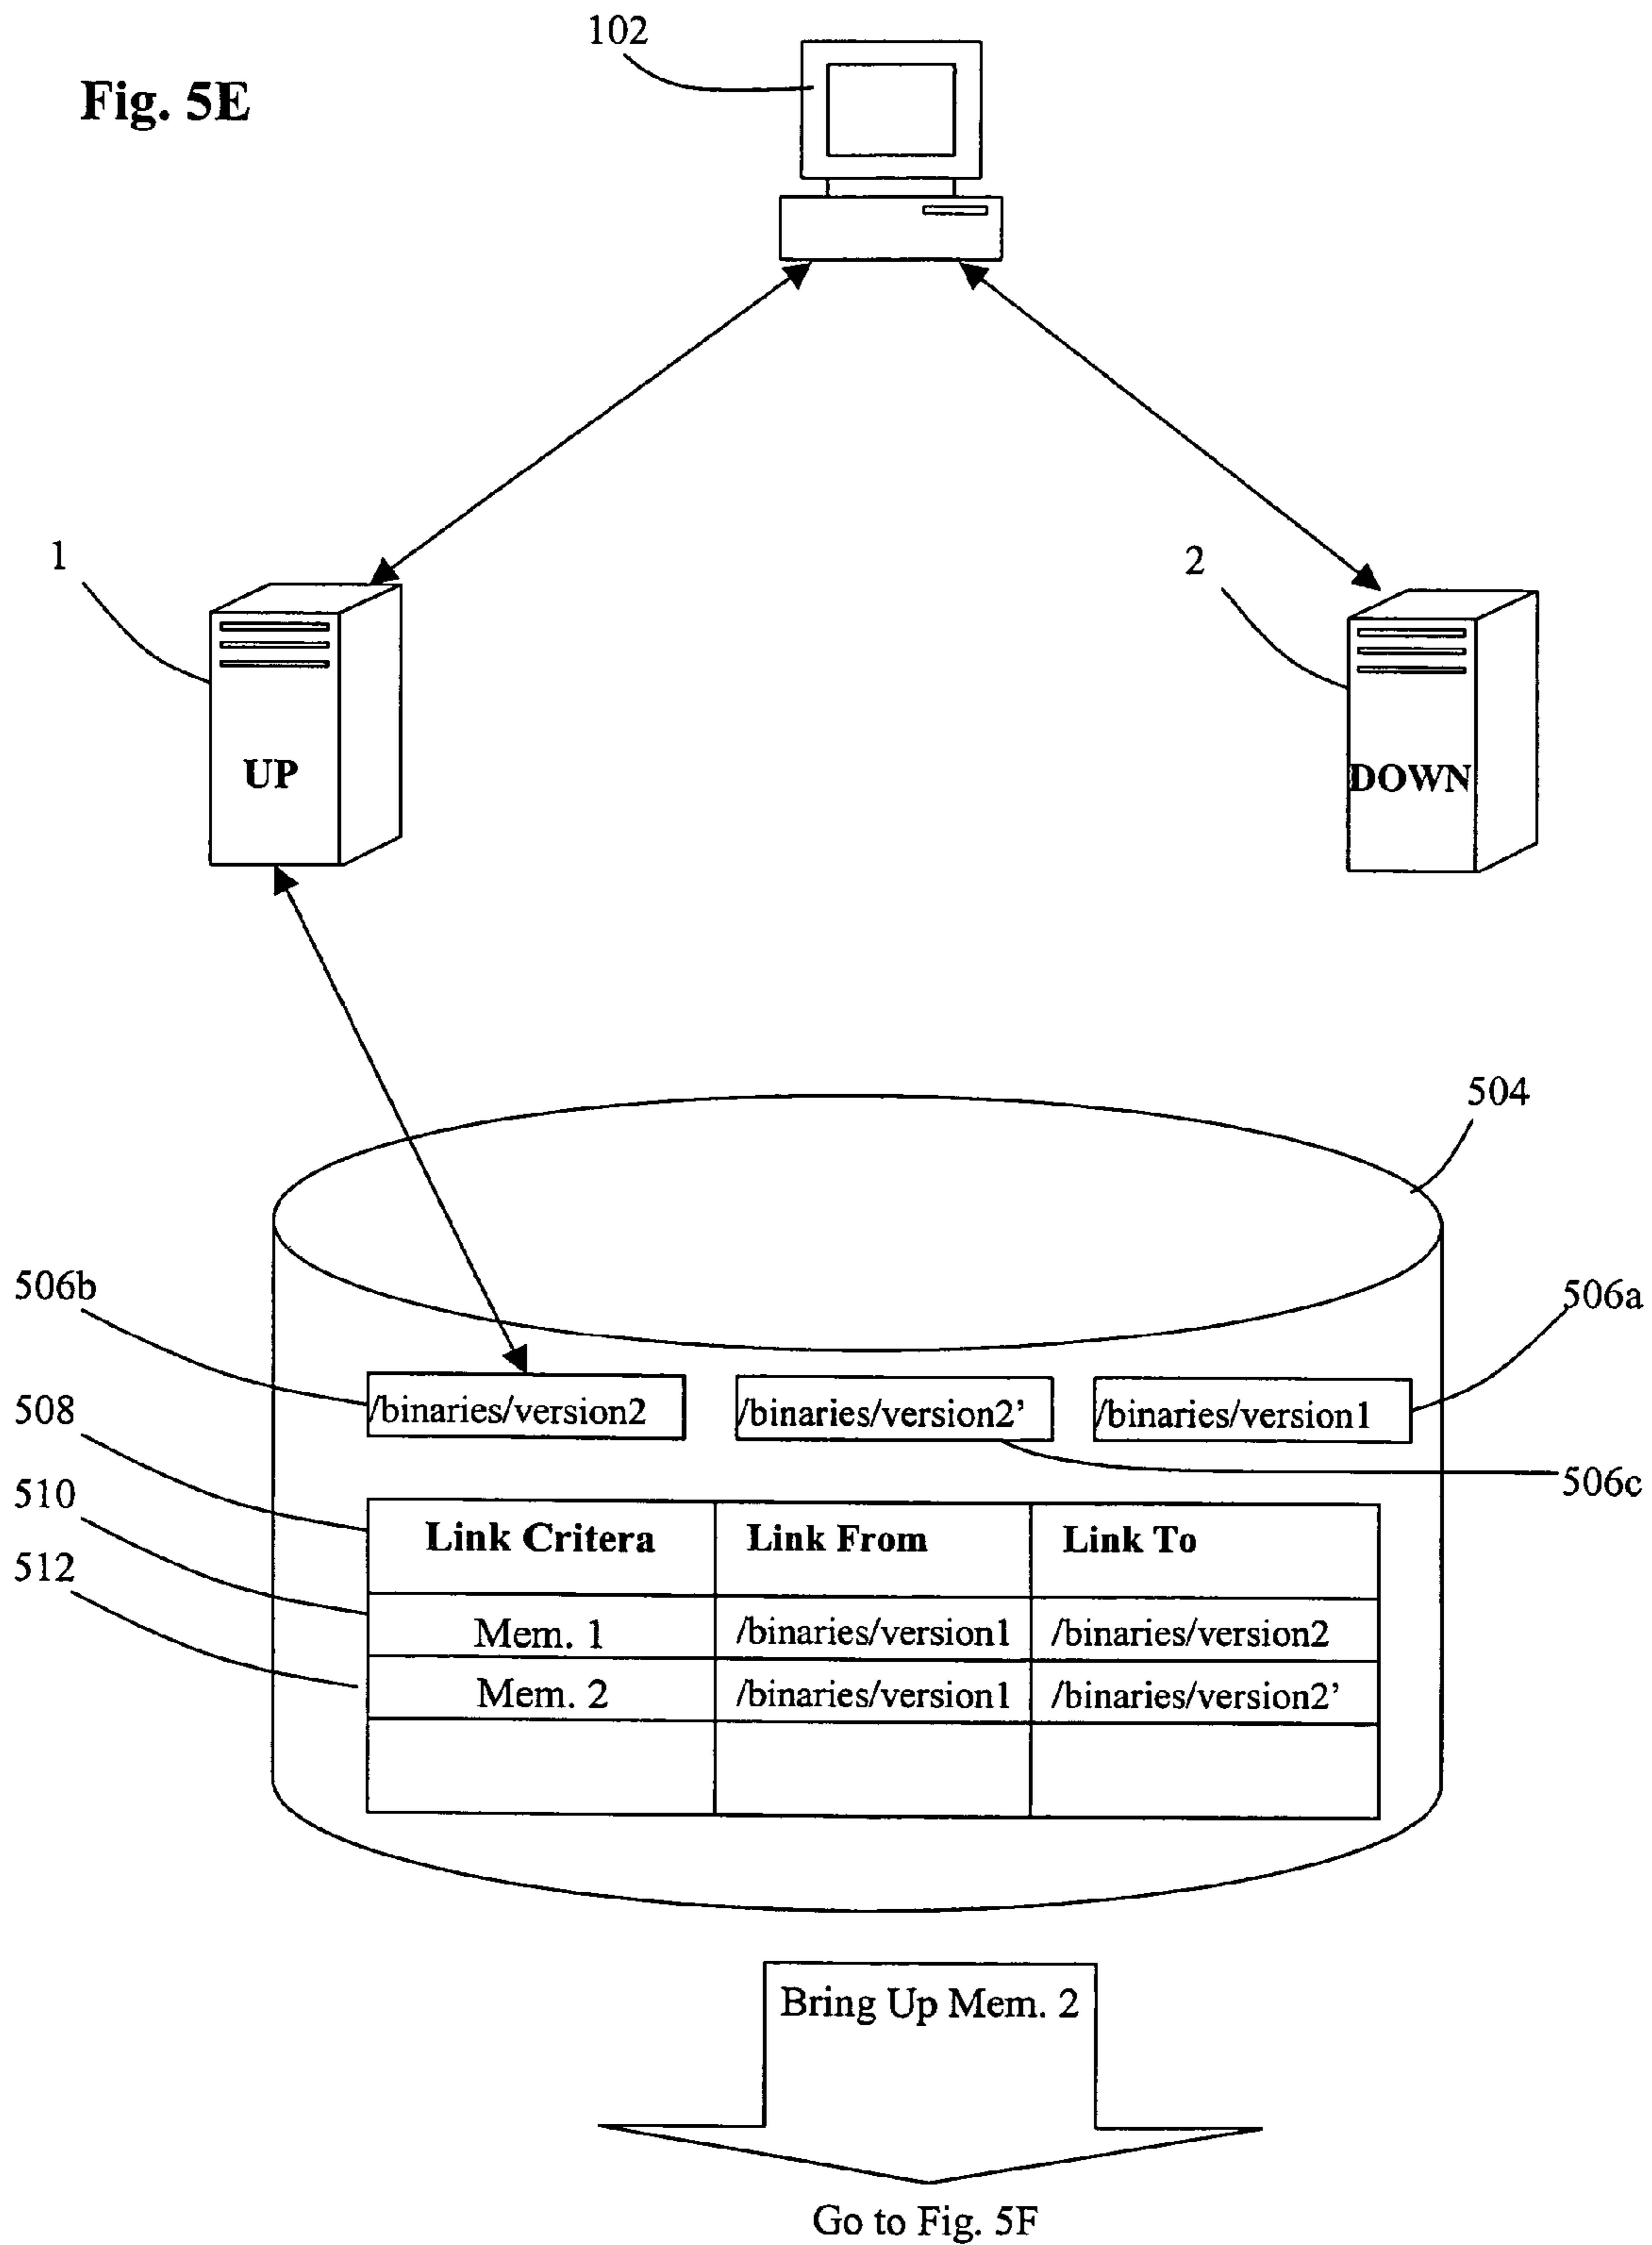 102
Fig. 5E
1
2
UP
DOWN
504
506b
506a
/binaries/version2
/binaries/version2’
/binaries/version1
508
506c
510
Link Critera
Link From
Link To
512
Mem. 1
/binaries/version1
/binaries/version2
Mem. 2
/binaries/version1
/binaries/version2’
Bring Up Mem. 2
Go to Fig. 5F